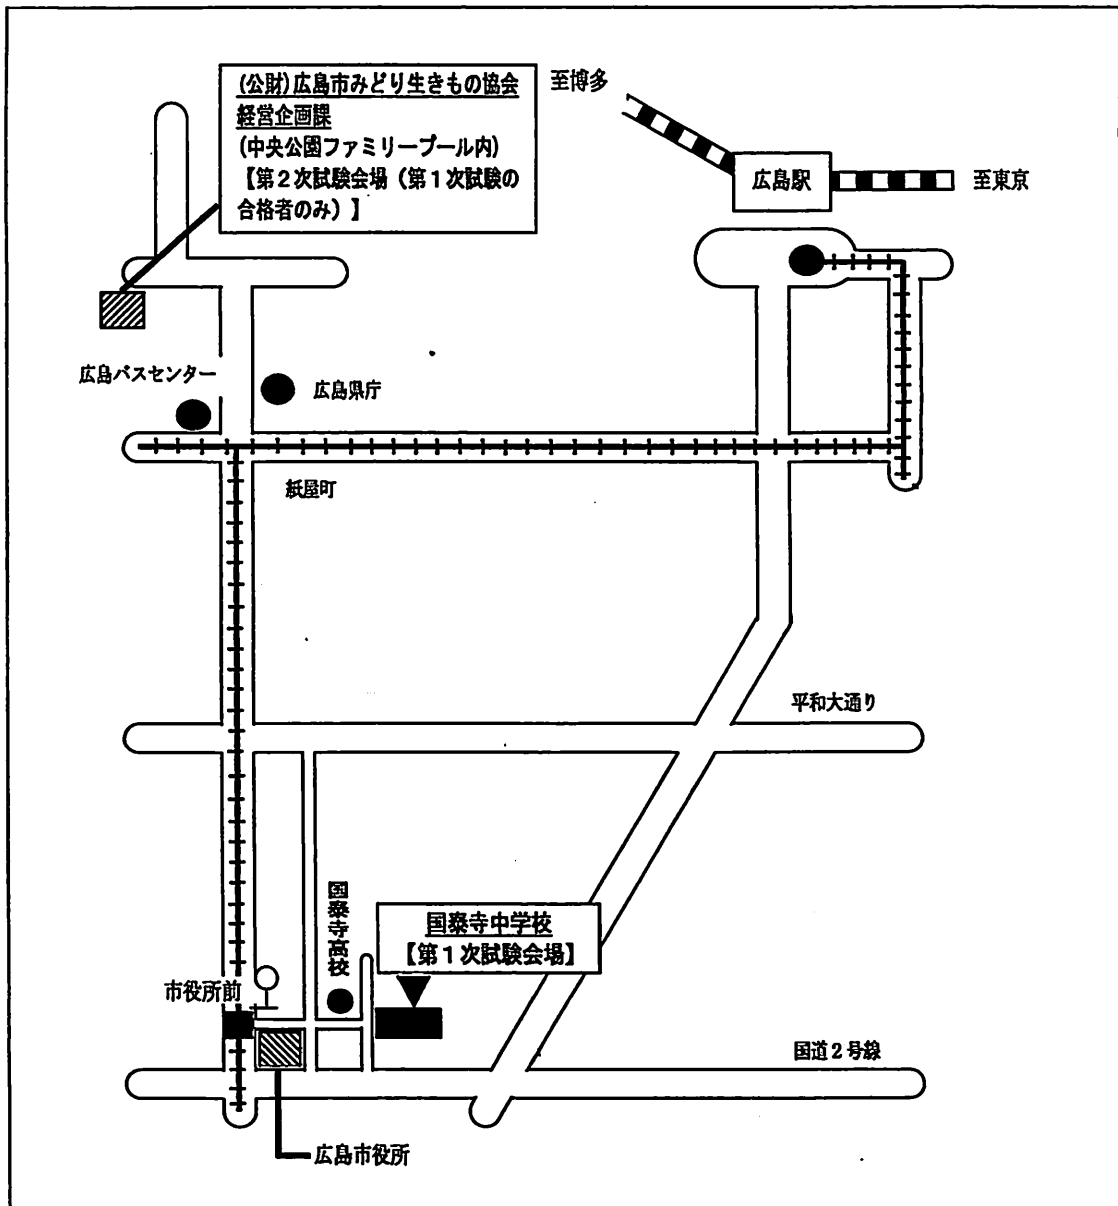 (公財)広島市みどり生きもの協会
経営企画課
(中央公園ファミリープール内)
【第2次試験会場（第1次試験の
合格者のみ）】
至博多
広島駅
至東京
広島バスセンター
広島県庁
紙屋町
平和大通り
国泰寺高校
国泰寺中学校
【第1次試験会場】
市役所前
国道2号線
広島市役所